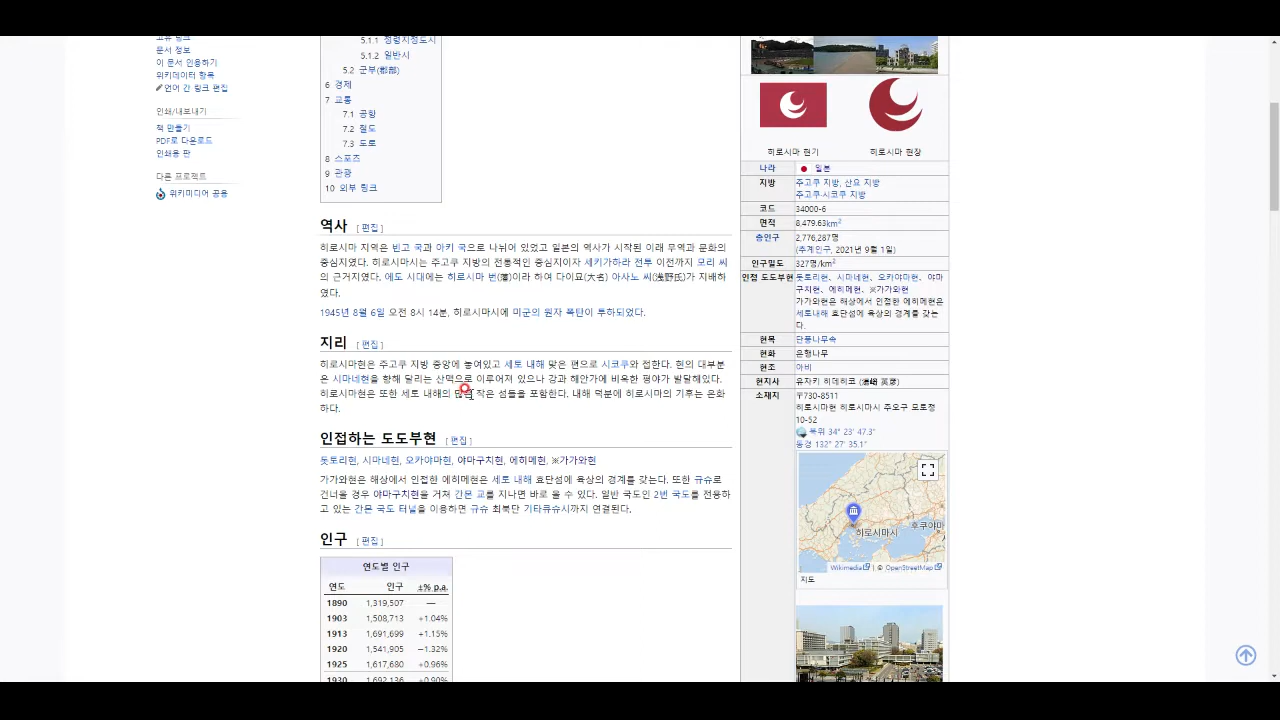 고유 링크
문서 정보
이 문서 인용하기
위키데이터 항목
언어 간 링크 편집
인쇄/내보내기
책 만들기
PDF로 다운로드
인쇄용 판
다른 프로젝트
위키미디어 공용
5.1.1 정령지정도시
5.1.2 일반시
5.2 군부(郡部)
6 경제
7 교통
7.1 공항
7.2 철도
7.3 도로
8 스포츠
9 관광
10 외부 링크
역사 [편집]
히로시마 지역은 빈고 국과 아키 국으로 나뉘어 있었고 일본의 역사가 시작된 이래 무역과 문화의
중심지였다. 히로시마시는 주고쿠 지방의 전통적인 중심지이자 세키가하라 전투 이전까지 모리 씨
의 근거지였다. 에도 시대에는 히로시마 번(藩)이라 하여 다이묘(大名) 아사노 씨(浅野氏)가 지배하
였다.
1945년 8월 6일 오전 8시 14분, 히로시마시에 미군의 원자 폭탄이 투하되었다.
지리 [편집]
히로시마현은 주고쿠 지방 중앙에 놓여있고 세토 내해 맞은 편으로 시코쿠와 접한다. 현의 대부분
은 시마네현을 향해 달리는 산맥으로 이루어져 있으나 강과 해안가에 비옥한 평야가 발달해있다.
히로시마현은 또한 세토 내해의 많은 작은 섬들을 포함한다. 내해 덕분에 히로시마의 기후는 온화
하다.
인접하는 도도부현 [편집]
돗토리현, 시마네현, 오카야마현, 야마구치현, 에히메현, ※가가와현
가가와현은 해상에서 인접한 에히메현은 세토 내해 효단섬에 육상의 경계를 갖는다. 또한 규슈로
건너올 경우 야마구치현을 거쳐 간몬 교를 지나면 바로 올 수 있다. 일반 국도인 2번 국도를 전용하
고 있는 간몬 국도 터널을 이용하면 규슈 최북단 기타큐슈시까지 연결된다.
인구 [편집]
연도별 인구
연도 인구 ±% p.a.
1890 1,319,507 —
1903 1,508,713 +1.04%
1913 1,691,699 +1.15%
1920 1,541,905 −1.32%
1925 1,617,680 +0.96%
1930 1,692,136 +0.90%
히로시마 현기 히로시마 현장
나라 일본
지방 주고쿠 지방, 산요 지방
주고쿠·시코쿠 지방
코드 34000-6
면적 8,479.63km2
총인구 2,776,287명
(추계인구, 2021년 9월 1일)
인구밀도 327명/km2
인접 도도부현 돗토리현、시마네현、오카야마현、야마
구치현、에히메현、※가가와현
가가와현은 해상에서 인접한 에히메현은
세토내해 효단섬에 육상의 경계를 갖는
다.
현목 단풍나무속
현화 은행나무
현조 아비
현지사 유자키 히데히코 (湯崎 英彦)
소재지 〒730-8511
히로시마현 히로시마시 주오구 모토정
10-52
북위 34° 23′ 47.3″
동경 132° 27′ 35.1″
히로시마시
후쿠야마
Wikimedia | © OpenStreetMap
지도